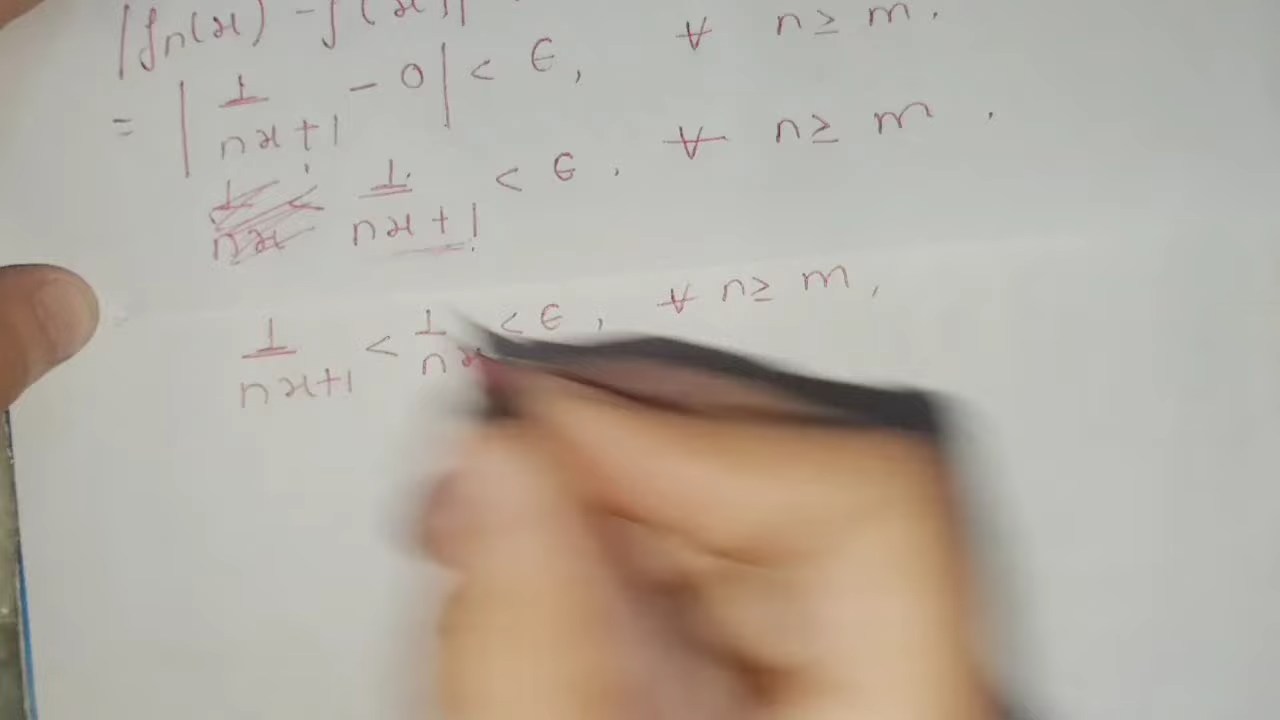 |fn(x) - f(x)|
= | 1/(nx+1) - 0 | < ϵ, ∀ n ≥ m.
1/(nx+1) < ϵ, ∀ n ≥ m.
1/(nx+1) < 1/nx < ϵ, ∀ n ≥ m,